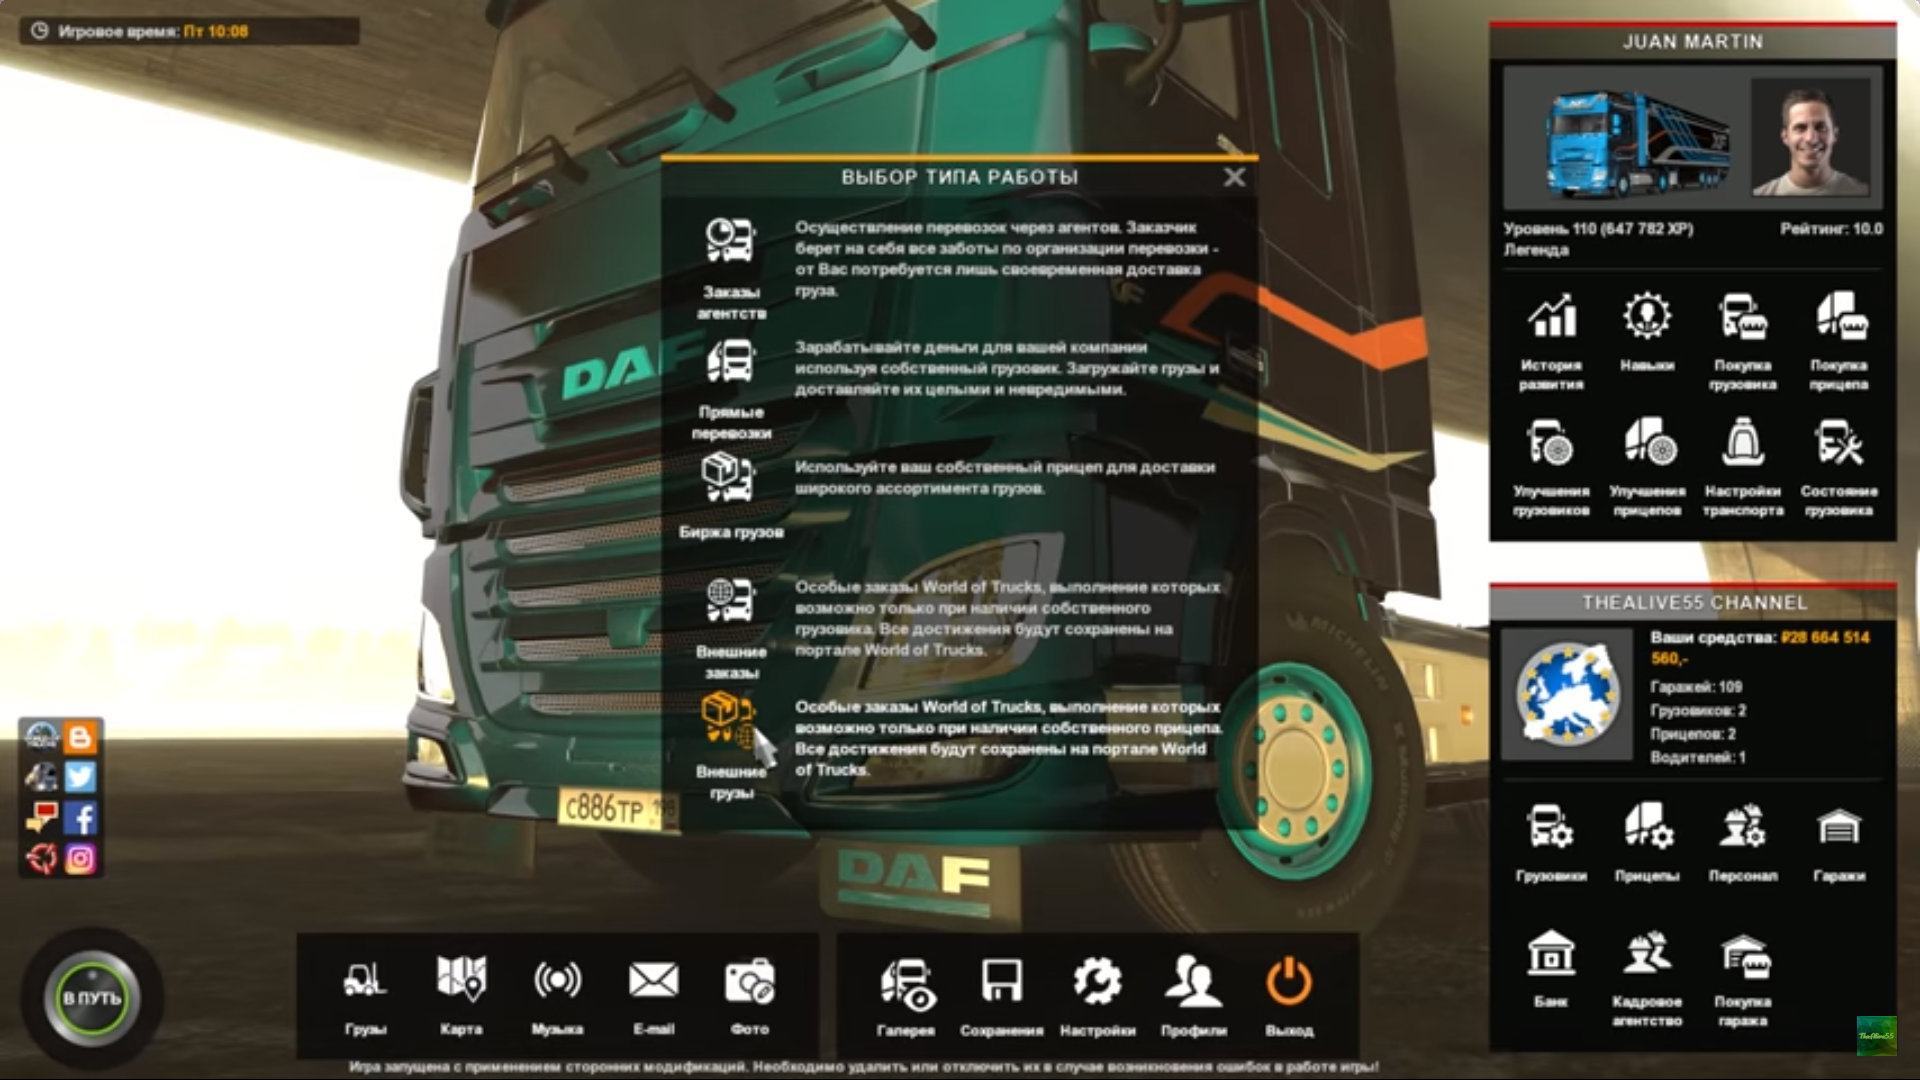 Игровое время: Пт 10:08
DAF
С886ТР 198
DAF
MICHELIN
ВЫБОР ТИПА РАБОТЫ
Заказы
агентств
Осуществление перевозок через агентов. Заказчик
берет на себя все заботы по организации перевозки -
от Вас потребуется лишь своевременная доставка
груза.
Прямые
перевозки
Зарабатывайте деньги для вашей компании
используя собственный грузовик. Загружайте грузы и
доставляйте их целыми и невредимыми.
Биржа грузов
Используйте ваш собственный прицеп для доставки
широкого ассортимента грузов.
Внешние
заказы
Особые заказы World of Trucks, выполнение которых
возможно только при наличии собственного
грузовика. Все достижения будут сохранены на
портале World of Trucks.
Внешние
грузы
Особые заказы World of Trucks, выполнение которых
возможно только при наличии собственного прицепа.
Все достижения будут сохранены на портале World
of Trucks.
JUAN MARTIN
XF
Уровень 110 (647 782 XP)
Рейтинг: 10.0
Легенда
История
развития
Навыки
Покупка
грузовика
Покупка
прицепа
Улучшения
грузовиков
Улучшения
прицепов
Настройки
транспорта
Состояние
грузовика
THEALIVE55 CHANNEL
Ваши средства: ₽28 664 514
560,-
Гаражей: 109
Грузовиков: 2
Прицепов: 2
Водителей: 1
Грузовики
Прицепы
Персонал
Гаражи
Банк
Кадровое
агентство
Покупка
гаража
В ПУТЬ
Грузы
Карта
Музыка
E-mail
Фото
Галерея
Сохранения
Настройки
Профили
Выход
TheAlive55
Игра запущена с применением сторонних модификаций. Необходимо удалить или отключить их в случае возникновения ошибок в работе игры!